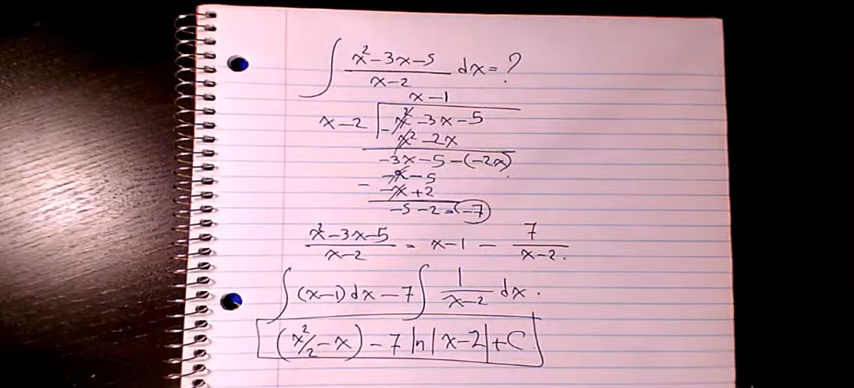 ∫ x²-3x-5 / x-2 dx = ?
x-1
x-2 | x²-3x-5
- x²-2x
-3x-5-(-2x)
-x-5
- -x+2
-5-2=-7
x²-3x-5 / x-2 = x-1 - 7 / x-2.
∫(x-1)dx-7∫ 1 / x-2 dx.
(x²/2-x)-7 ln|x-2|+C